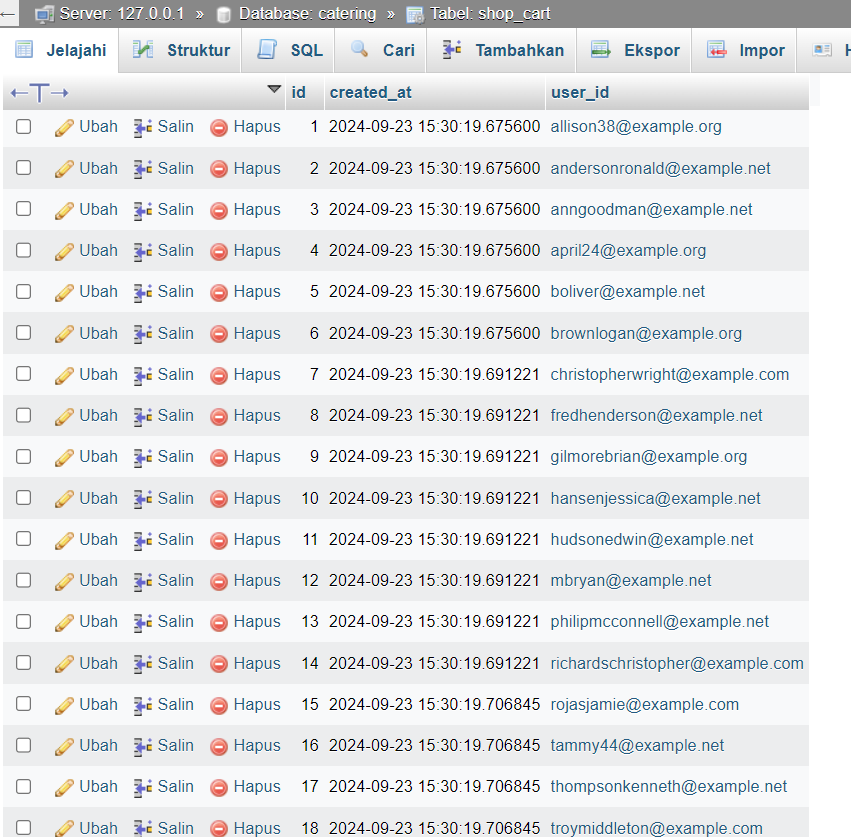 Server: 127.0.0.1 » Database: catering » Tabel: shop_cart
Jelajahi Struktur SQL Cari Tambahkan Ekspor Impor
id created_at user_id
Ubah Salin Hapus 1 2024-09-23 15:30:19.675600 allison38@example.org
Ubah Salin Hapus 2 2024-09-23 15:30:19.675600 andersonronald@example.net
Ubah Salin Hapus 3 2024-09-23 15:30:19.675600 anngoodman@example.net
Ubah Salin Hapus 4 2024-09-23 15:30:19.675600 april24@example.org
Ubah Salin Hapus 5 2024-09-23 15:30:19.675600 boliver@example.net
Ubah Salin Hapus 6 2024-09-23 15:30:19.675600 brownlogan@example.org
Ubah Salin Hapus 7 2024-09-23 15:30:19.691221 christopherwright@example.com
Ubah Salin Hapus 8 2024-09-23 15:30:19.691221 fredhenderson@example.net
Ubah Salin Hapus 9 2024-09-23 15:30:19.691221 gilmorebrian@example.org
Ubah Salin Hapus 10 2024-09-23 15:30:19.691221 hansenjessica@example.net
Ubah Salin Hapus 11 2024-09-23 15:30:19.691221 hudsonedwin@example.net
Ubah Salin Hapus 12 2024-09-23 15:30:19.691221 mbryan@example.net
Ubah Salin Hapus 13 2024-09-23 15:30:19.691221 philipmcconnell@example.net
Ubah Salin Hapus 14 2024-09-23 15:30:19.691221 richardschristopher@example.com
Ubah Salin Hapus 15 2024-09-23 15:30:19.706845 rojasjamie@example.com
Ubah Salin Hapus 16 2024-09-23 15:30:19.706845 tammy44@example.net
Ubah Salin Hapus 17 2024-09-23 15:30:19.706845 thompsonkenneth@example.net
Ubah Salin Hapus 18 2024-09-23 15:30:19.706845 troymiddleton@example.com